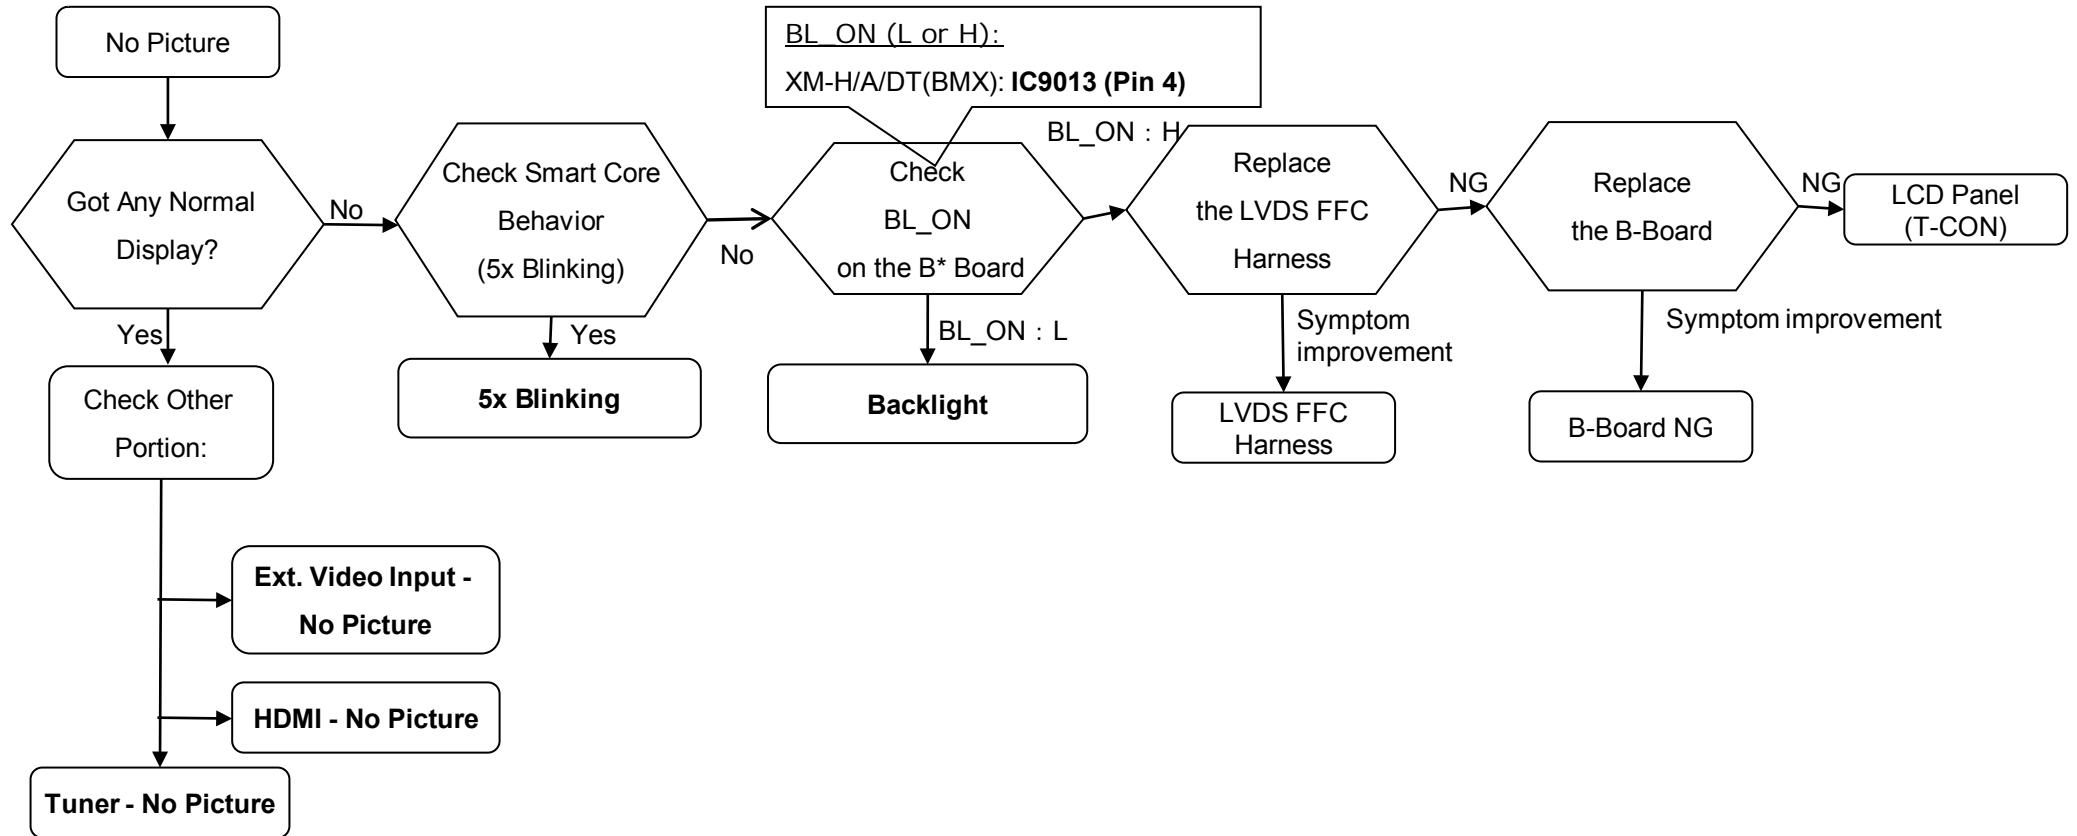 No Picture
BL_ON (L or H):
XM-H/A/DT(BMX): IC9013 (Pin 4)
Got Any Normal
Display?
No
Yes
Check Smart Core
Behavior
(5x Blinking)
No
Yes
Check
BL_ON
on the B* Board
BL_ON : H
BL_ON : L
Replace
the LVDS FFC
Harness
NG
Symptom
improvement
Replace
the B-Board
NG
Symptom improvement
LCD Panel
(T-CON)
Check Other
Portion:
5x Blinking
Backlight
LVDS FFC
Harness
B-Board NG
Ext. Video Input -
No Picture
HDMI - No Picture
Tuner - No Picture